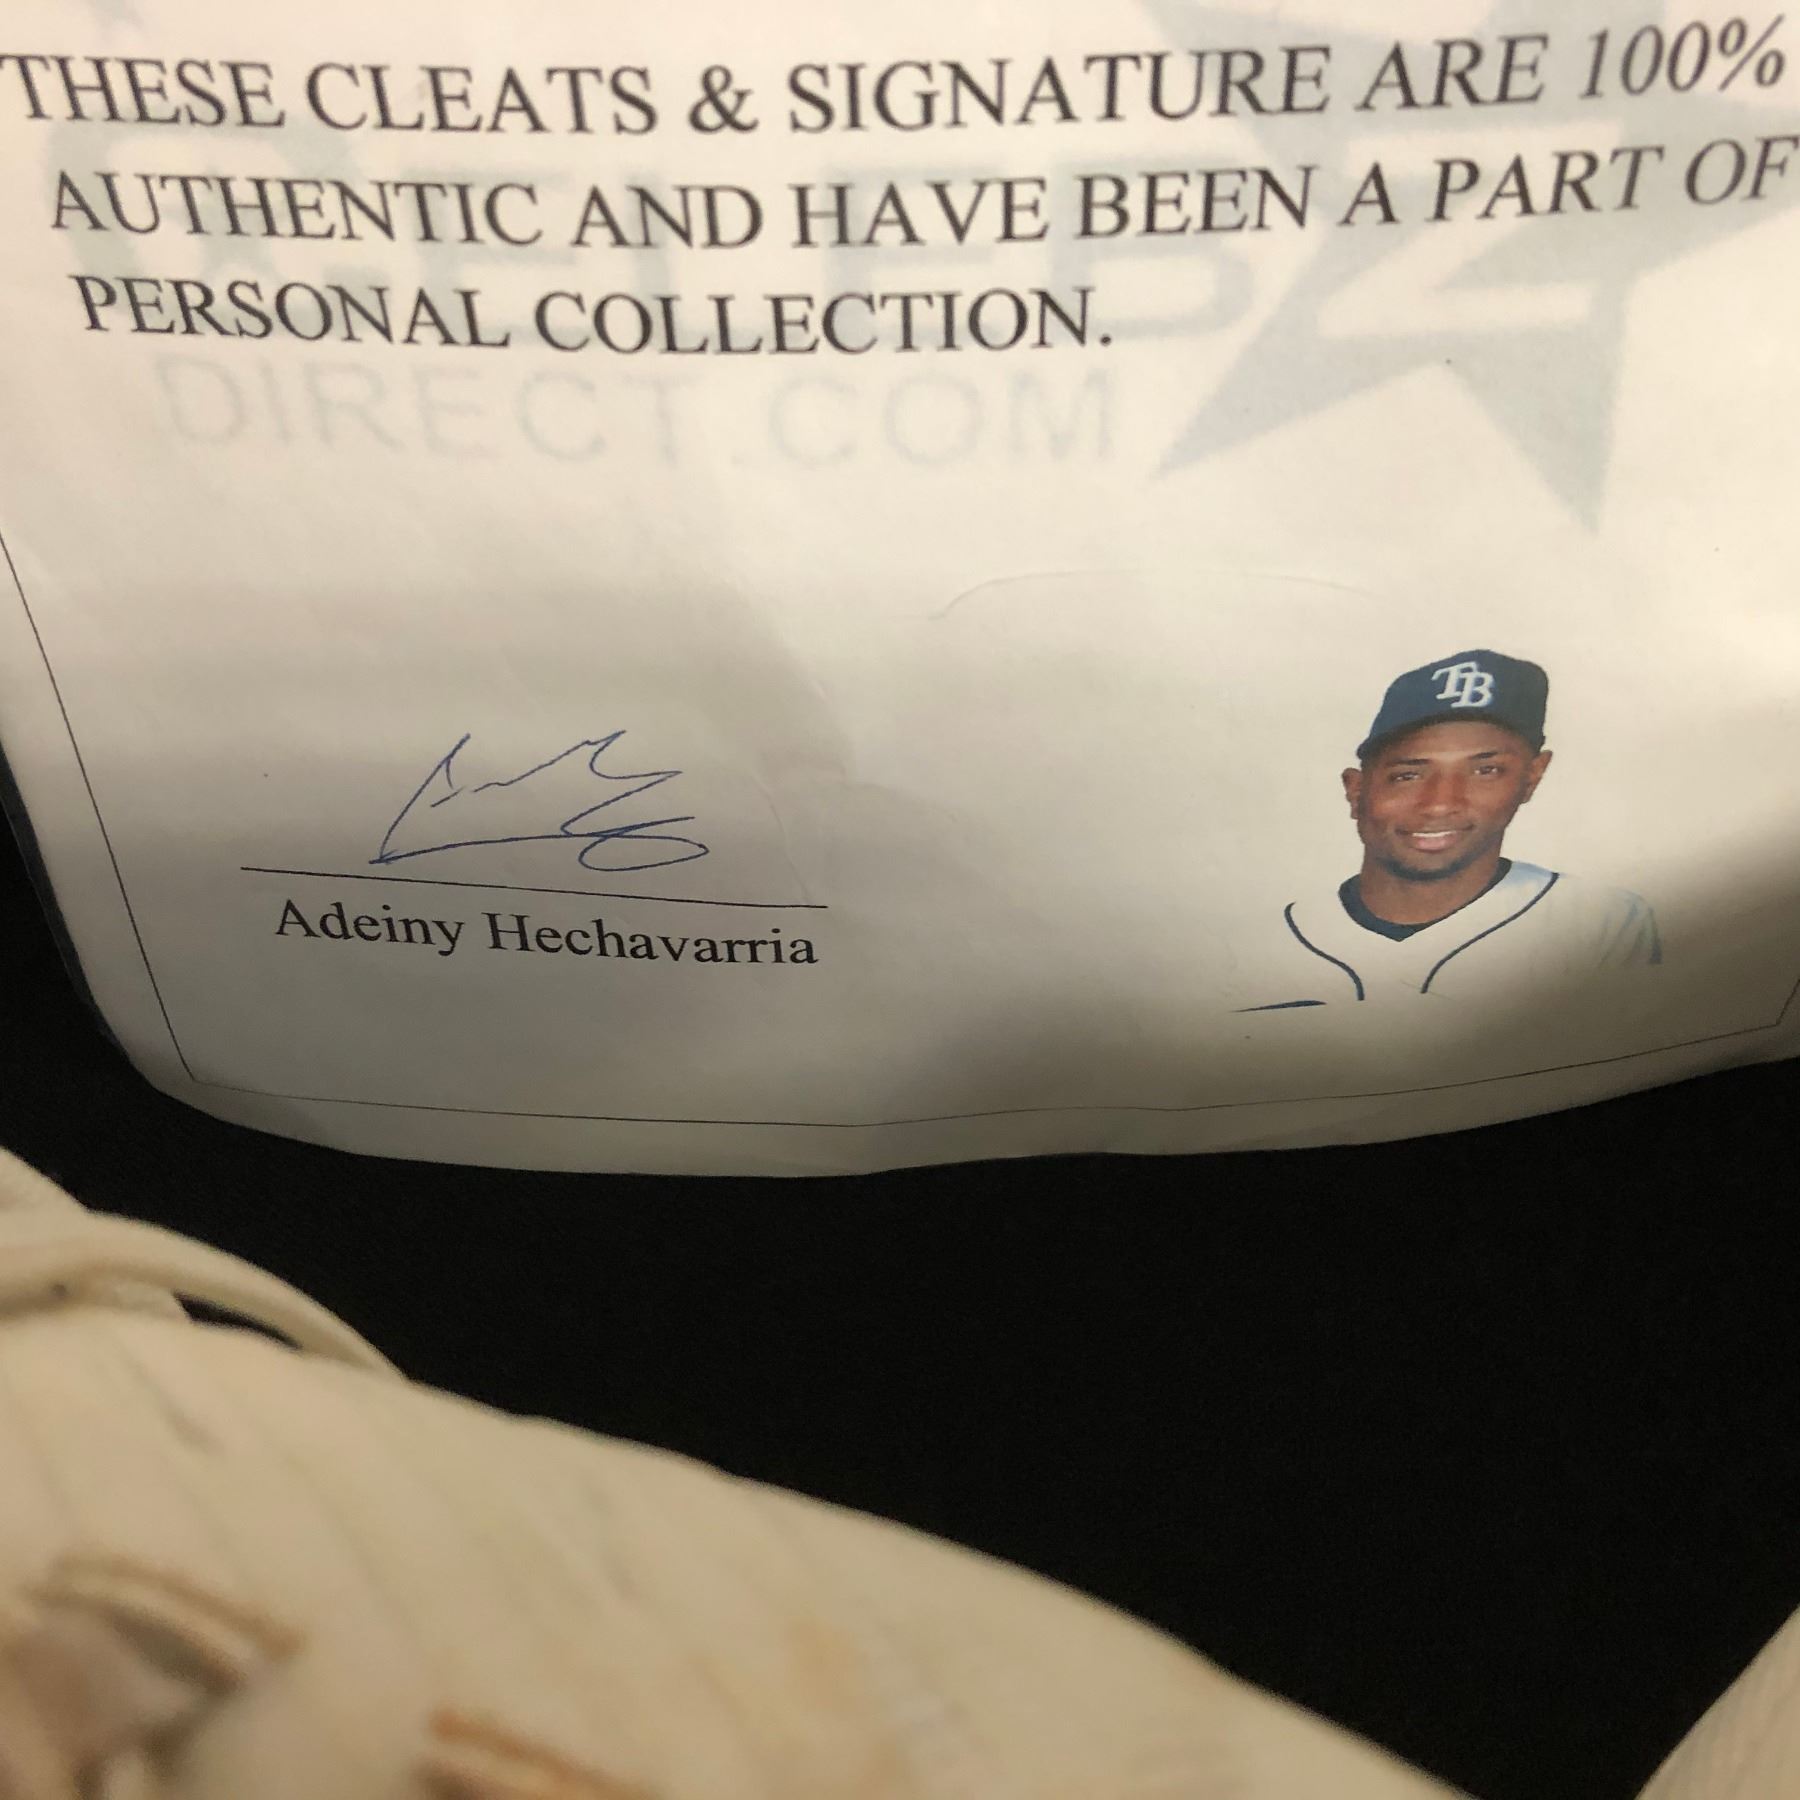 THESE CLEATS & SIGNATURE ARE 100%
AUTHENTIC AND HAVE BEEN A PART OF
PERSONAL COLLECTION.
DIRECT.COM
TB
Adeiny Hechavarria